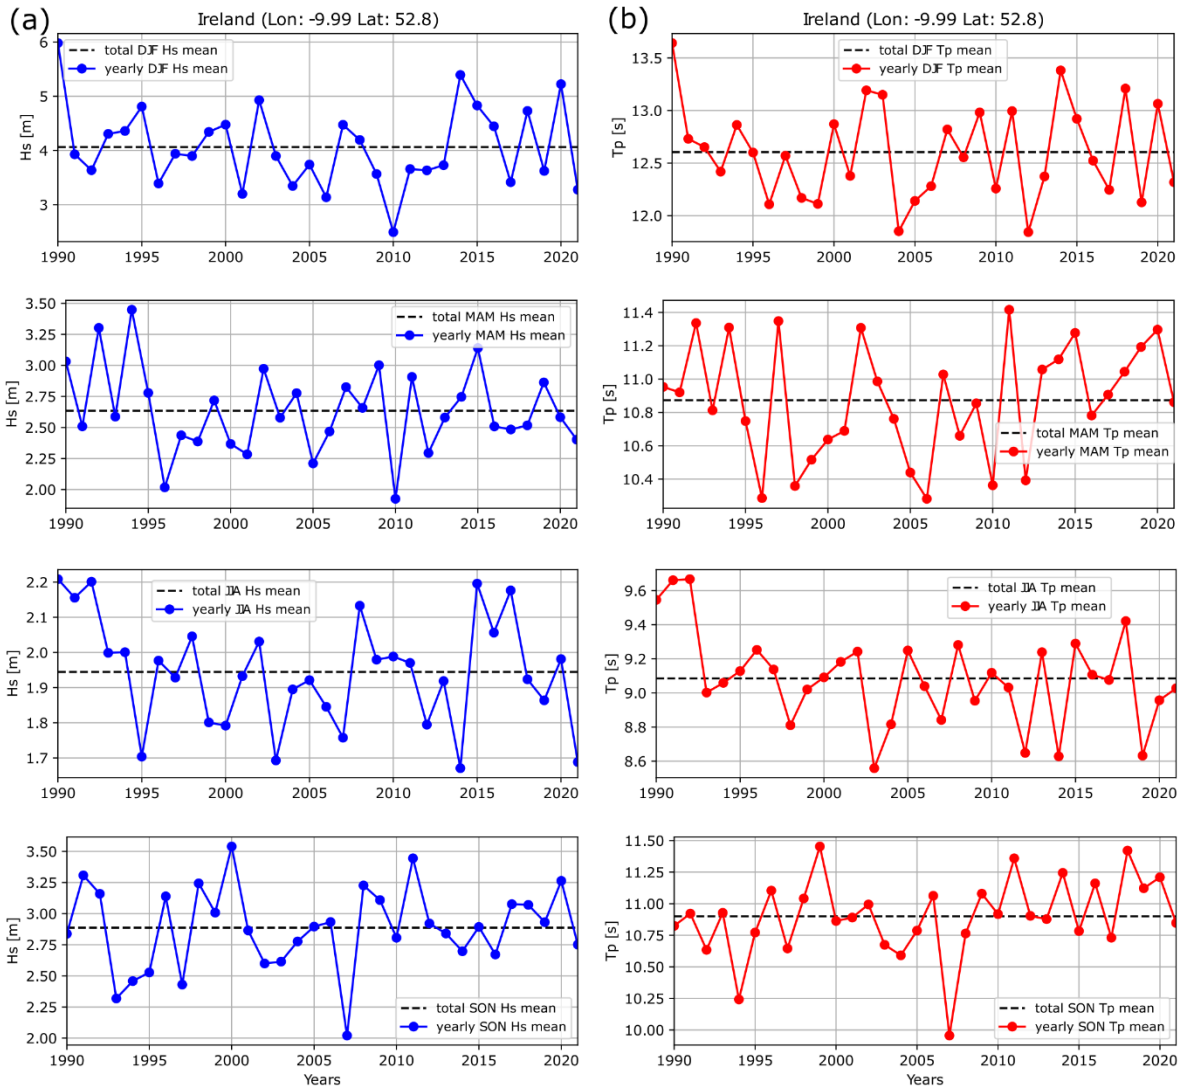 (a)
Ireland (Lon: -9.99 Lat: 52.8)
total DJF Hs mean
yearly DJF Hs mean
Hs [m]
6
5
4
3
1990 1995 2000 2005 2010 2015 2020
total MAM Hs mean
yearly MAM Hs mean
Hs [m]
3.50
3.25
3.00
2.75
2.50
2.25
2.00
1990 1995 2000 2005 2010 2015 2020
total JJA Hs mean
yearly JJA Hs mean
Hs [m]
2.2
2.1
2.0
1.9
1.8
1.7
1990 1995 2000 2005 2010 2015 2020
total SON Hs mean
yearly SON Hs mean
Hs [m]
3.50
3.25
3.00
2.75
2.50
2.25
2.00
1990 1995 2000 2005 2010 2015 2020
Years
(b)
Ireland (Lon: -9.99 Lat: 52.8)
total DJF Tp mean
yearly DJF Tp mean
Tp [s]
13.5
13.0
12.5
12.0
1990 1995 2000 2005 2010 2015 2020
total MAM Tp mean
yearly MAM Tp mean
Tp [s]
11.4
11.2
11.0
10.8
10.6
10.4
1990 1995 2000 2005 2010 2015 2020
total JJA Tp mean
yearly JJA Tp mean
Tp [s]
9.6
9.4
9.2
9.0
8.8
8.6
1990 1995 2000 2005 2010 2015 2020
total SON Tp mean
yearly SON Tp mean
Tp [s]
11.50
11.25
11.00
10.75
10.50
10.25
10.00
1990 1995 2000 2005 2010 2015 2020
Years